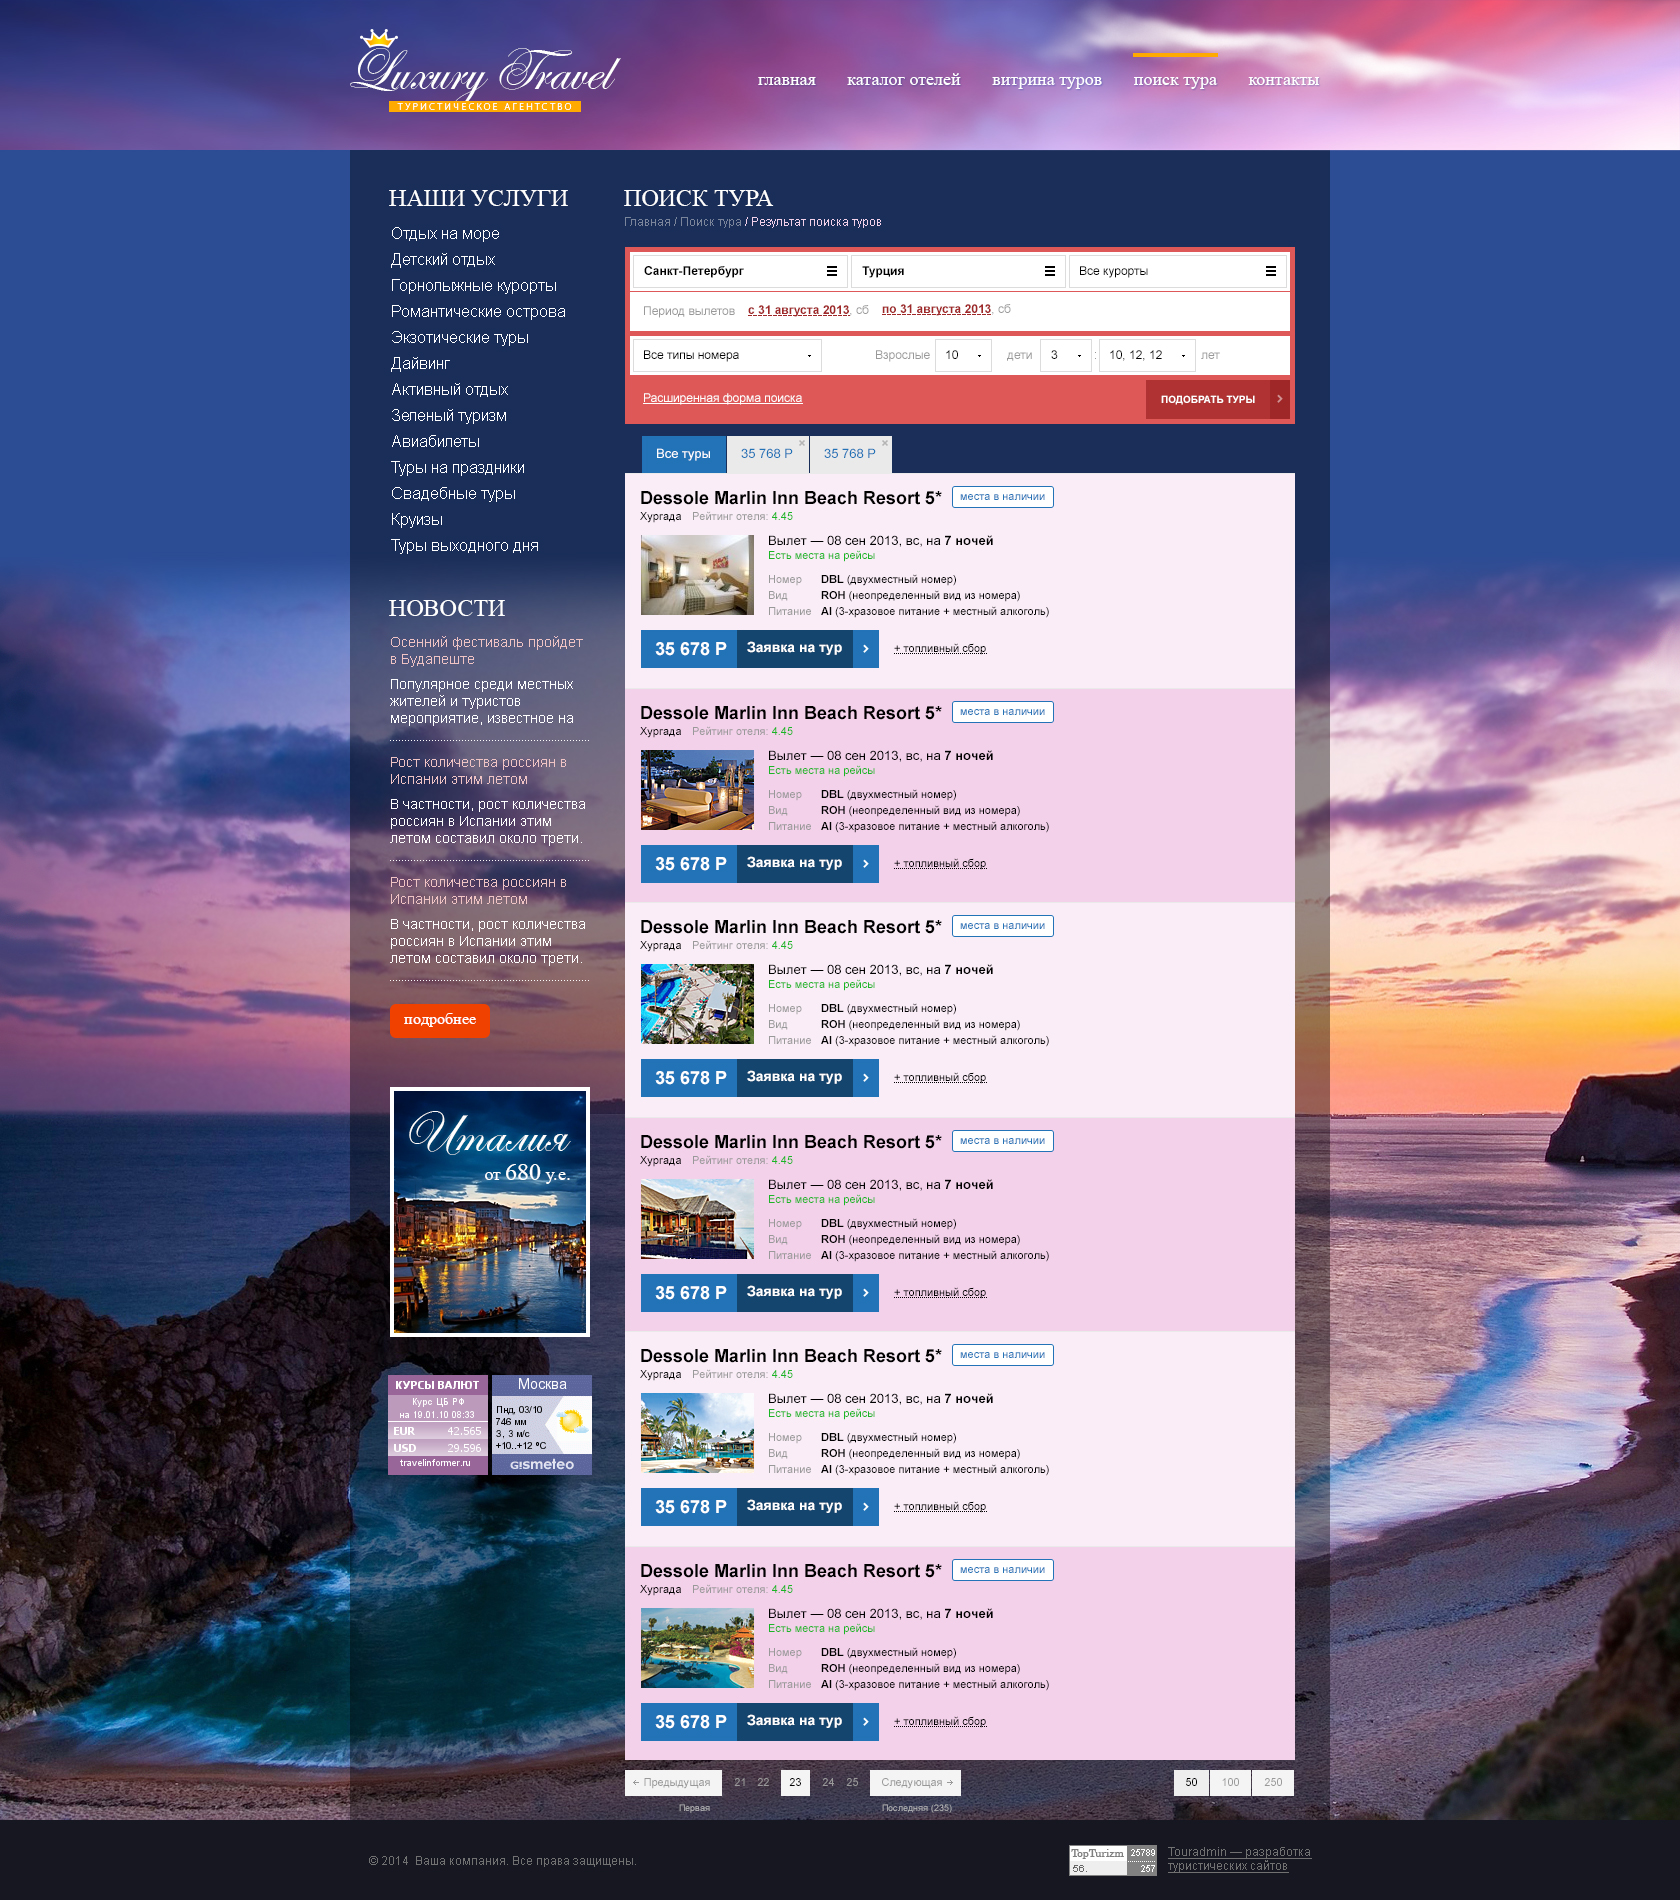 Luxury Travel
ТУРИСТИЧЕСКОЕ АГЕНТСТВО
главная каталог отелей витрина туров поиск тура контакты
НАШИ УСЛУГИ
Отдых на море
Детский отдых
Горнолыжные курорты
Романтические острова
Экзотические туры
Дайвинг
Активный отдых
Зеленый туризм
Авиабилеты
Туры на праздники
Свадебные туры
Круизы
Туры выходного дня
НОВОСТИ
Осенний фестиваль пройдет
в Будапеште
Популярное среди местных
жителей и туристов
мероприятие, известное на
Рост количества россиян в
Испании этим летом
В частности, рост количества
россиян в Испании этим
летом составил около трети.
Рост количества россиян в
Испании этим летом
В частности, рост количества
россиян в Испании этим
летом составил около трети.
подробнее
Италия
от 680 у.е.
КУРСЫ ВАЛЮТ
Курс ЦБ РФ
на 19.01.10 08:33
EUR 42.565
USD 29.596
travelinformer.ru
Москва
Пнд, 03/10
746 мм
З, 3 м/с
+10..+12 °C
GISMETEO
ПОИСК ТУРА
Главная / Поиск тура / Результат поиска туров
Санкт-Петербург Турция Все курорты
Период вылетов с 31 августа 2013, сб по 31 августа 2013, сб
Все типы номера Взрослые 10 дети 3 : 10, 12, 12 лет
Расширенная форма поиска ПОДОБРАТЬ ТУРЫ
Все туры 35 768 Р × 35 768 Р ×
Dessole Marlin Inn Beach Resort 5* места в наличии
Хургада Рейтинг отеля: 4.45
Вылет — 08 сен 2013, вс, на 7 ночей
Есть места на рейсы
Номер DBL (двухместный номер)
Вид ROH (неопределенный вид из номера)
Питание AI (3-хразовое питание + местный алкоголь)
35 678 Р Заявка на тур + топливный сбор
Dessole Marlin Inn Beach Resort 5* места в наличии
Хургада Рейтинг отеля: 4.45
Вылет — 08 сен 2013, вс, на 7 ночей
Есть места на рейсы
Номер DBL (двухместный номер)
Вид ROH (неопределенный вид из номера)
Питание AI (3-хразовое питание + местный алкоголь)
35 678 Р Заявка на тур + топливный сбор
Dessole Marlin Inn Beach Resort 5* места в наличии
Хургада Рейтинг отеля: 4.45
Вылет — 08 сен 2013, вс, на 7 ночей
Есть места на рейсы
Номер DBL (двухместный номер)
Вид ROH (неопределенный вид из номера)
Питание AI (3-хразовое питание + местный алкоголь)
35 678 Р Заявка на тур + топливный сбор
Dessole Marlin Inn Beach Resort 5* места в наличии
Хургада Рейтинг отеля: 4.45
Вылет — 08 сен 2013, вс, на 7 ночей
Есть места на рейсы
Номер DBL (двухместный номер)
Вид ROH (неопределенный вид из номера)
Питание AI (3-хразовое питание + местный алкоголь)
35 678 Р Заявка на тур + топливный сбор
Dessole Marlin Inn Beach Resort 5* места в наличии
Хургада Рейтинг отеля: 4.45
Вылет — 08 сен 2013, вс, на 7 ночей
Есть места на рейсы
Номер DBL (двухместный номер)
Вид ROH (неопределенный вид из номера)
Питание AI (3-хразовое питание + местный алкоголь)
35 678 Р Заявка на тур + топливный сбор
Dessole Marlin Inn Beach Resort 5* места в наличии
Хургада Рейтинг отеля: 4.45
Вылет — 08 сен 2013, вс, на 7 ночей
Есть места на рейсы
Номер DBL (двухместный номер)
Вид ROH (неопределенный вид из номера)
Питание AI (3-хразовое питание + местный алкоголь)
35 678 Р Заявка на тур + топливный сбор
← Предыдущая 21 22 23 24 25 Следующая → 50 100 250
Первая Последняя (235)
© 2014 Ваша компания. Все права защищены.
TopTurizm 25789
56. 257
Touradmin — разработка
туристических сайтов